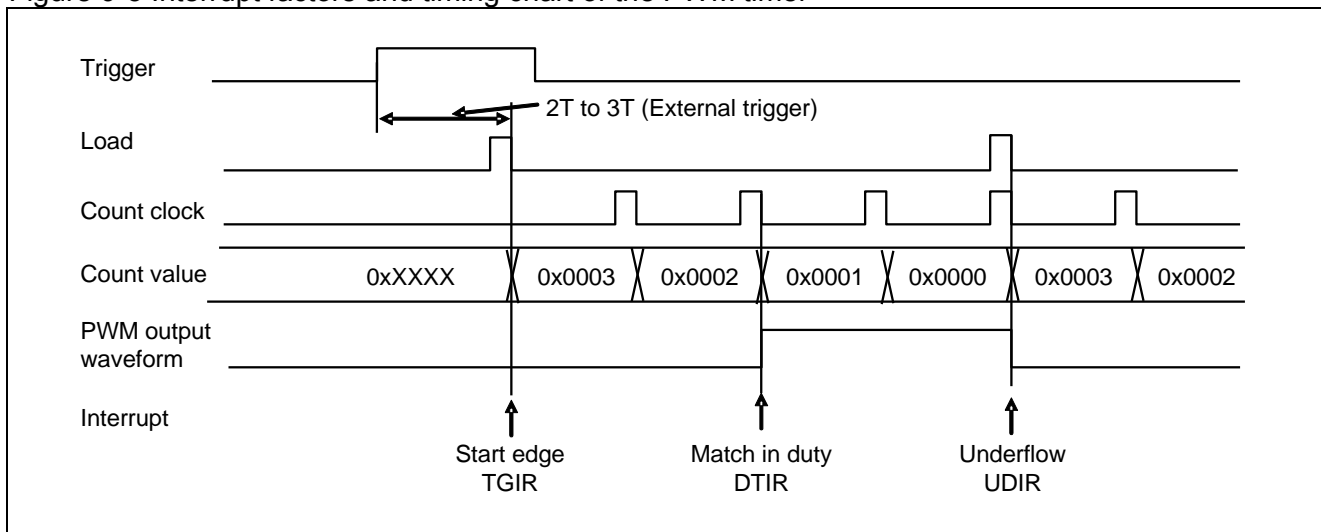 Figure 6-8 Interrupt factors and timing chart of the PWM timer
Trigger
2T to 3T (External trigger)
Load
Count clock
Count value 0xXXXX 0x0003 0x0002 0x0001 0x0000 0x0003 0x0002
PWM output
waveform
Interrupt
Start edge Match in duty Underflow
TGIR DTIR UDIR